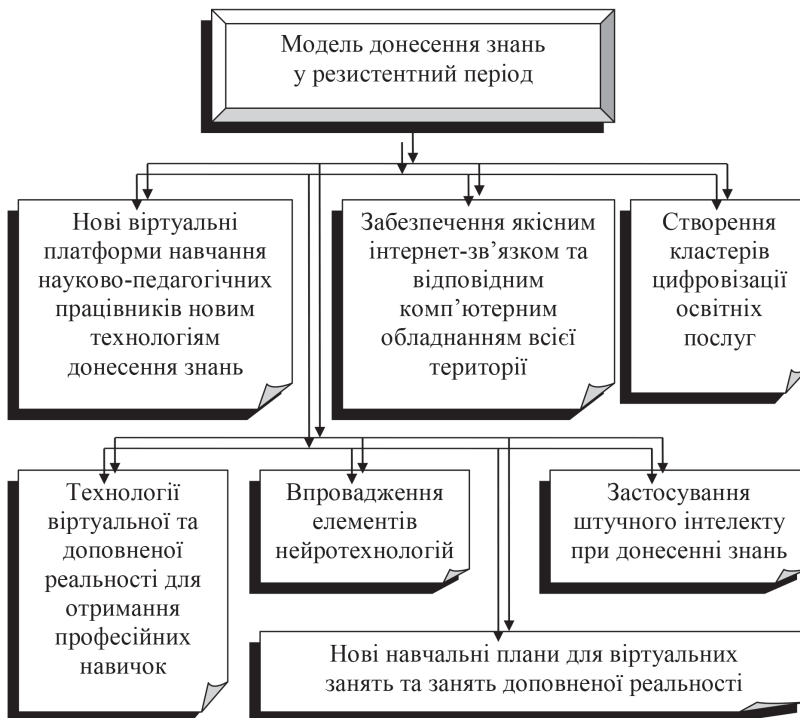 Модель донесення знань
у резистентний період
Нові віртуальні
платформи навчання
науково-педагогічних
працівників новим
технологіям
донесення знань
Забезпечення якісним
інтернет-зв’язком та
відповідним
комп’ютерним
обладнанням всієї
території
Створення
кластерів
цифровізації
освітніх
послуг
Технології
віртуальної та
доповненої
реальності для
отримання
професійних
навичок
Впровадження
елементів
нейротехнологій
Застосування
штучного інтелекту
при донесенні знань
Нові навчальні плани для віртуальних
занять та занять доповненої реальності